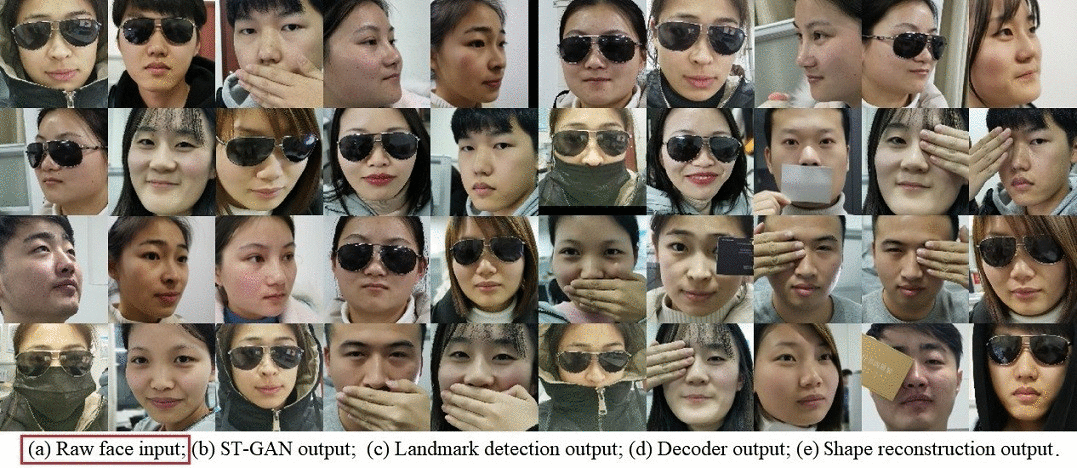 (a) Raw face input; (b) ST-GAN output; (c) Landmark detection output; (d) Decoder output; (e) Shape reconstruction output.